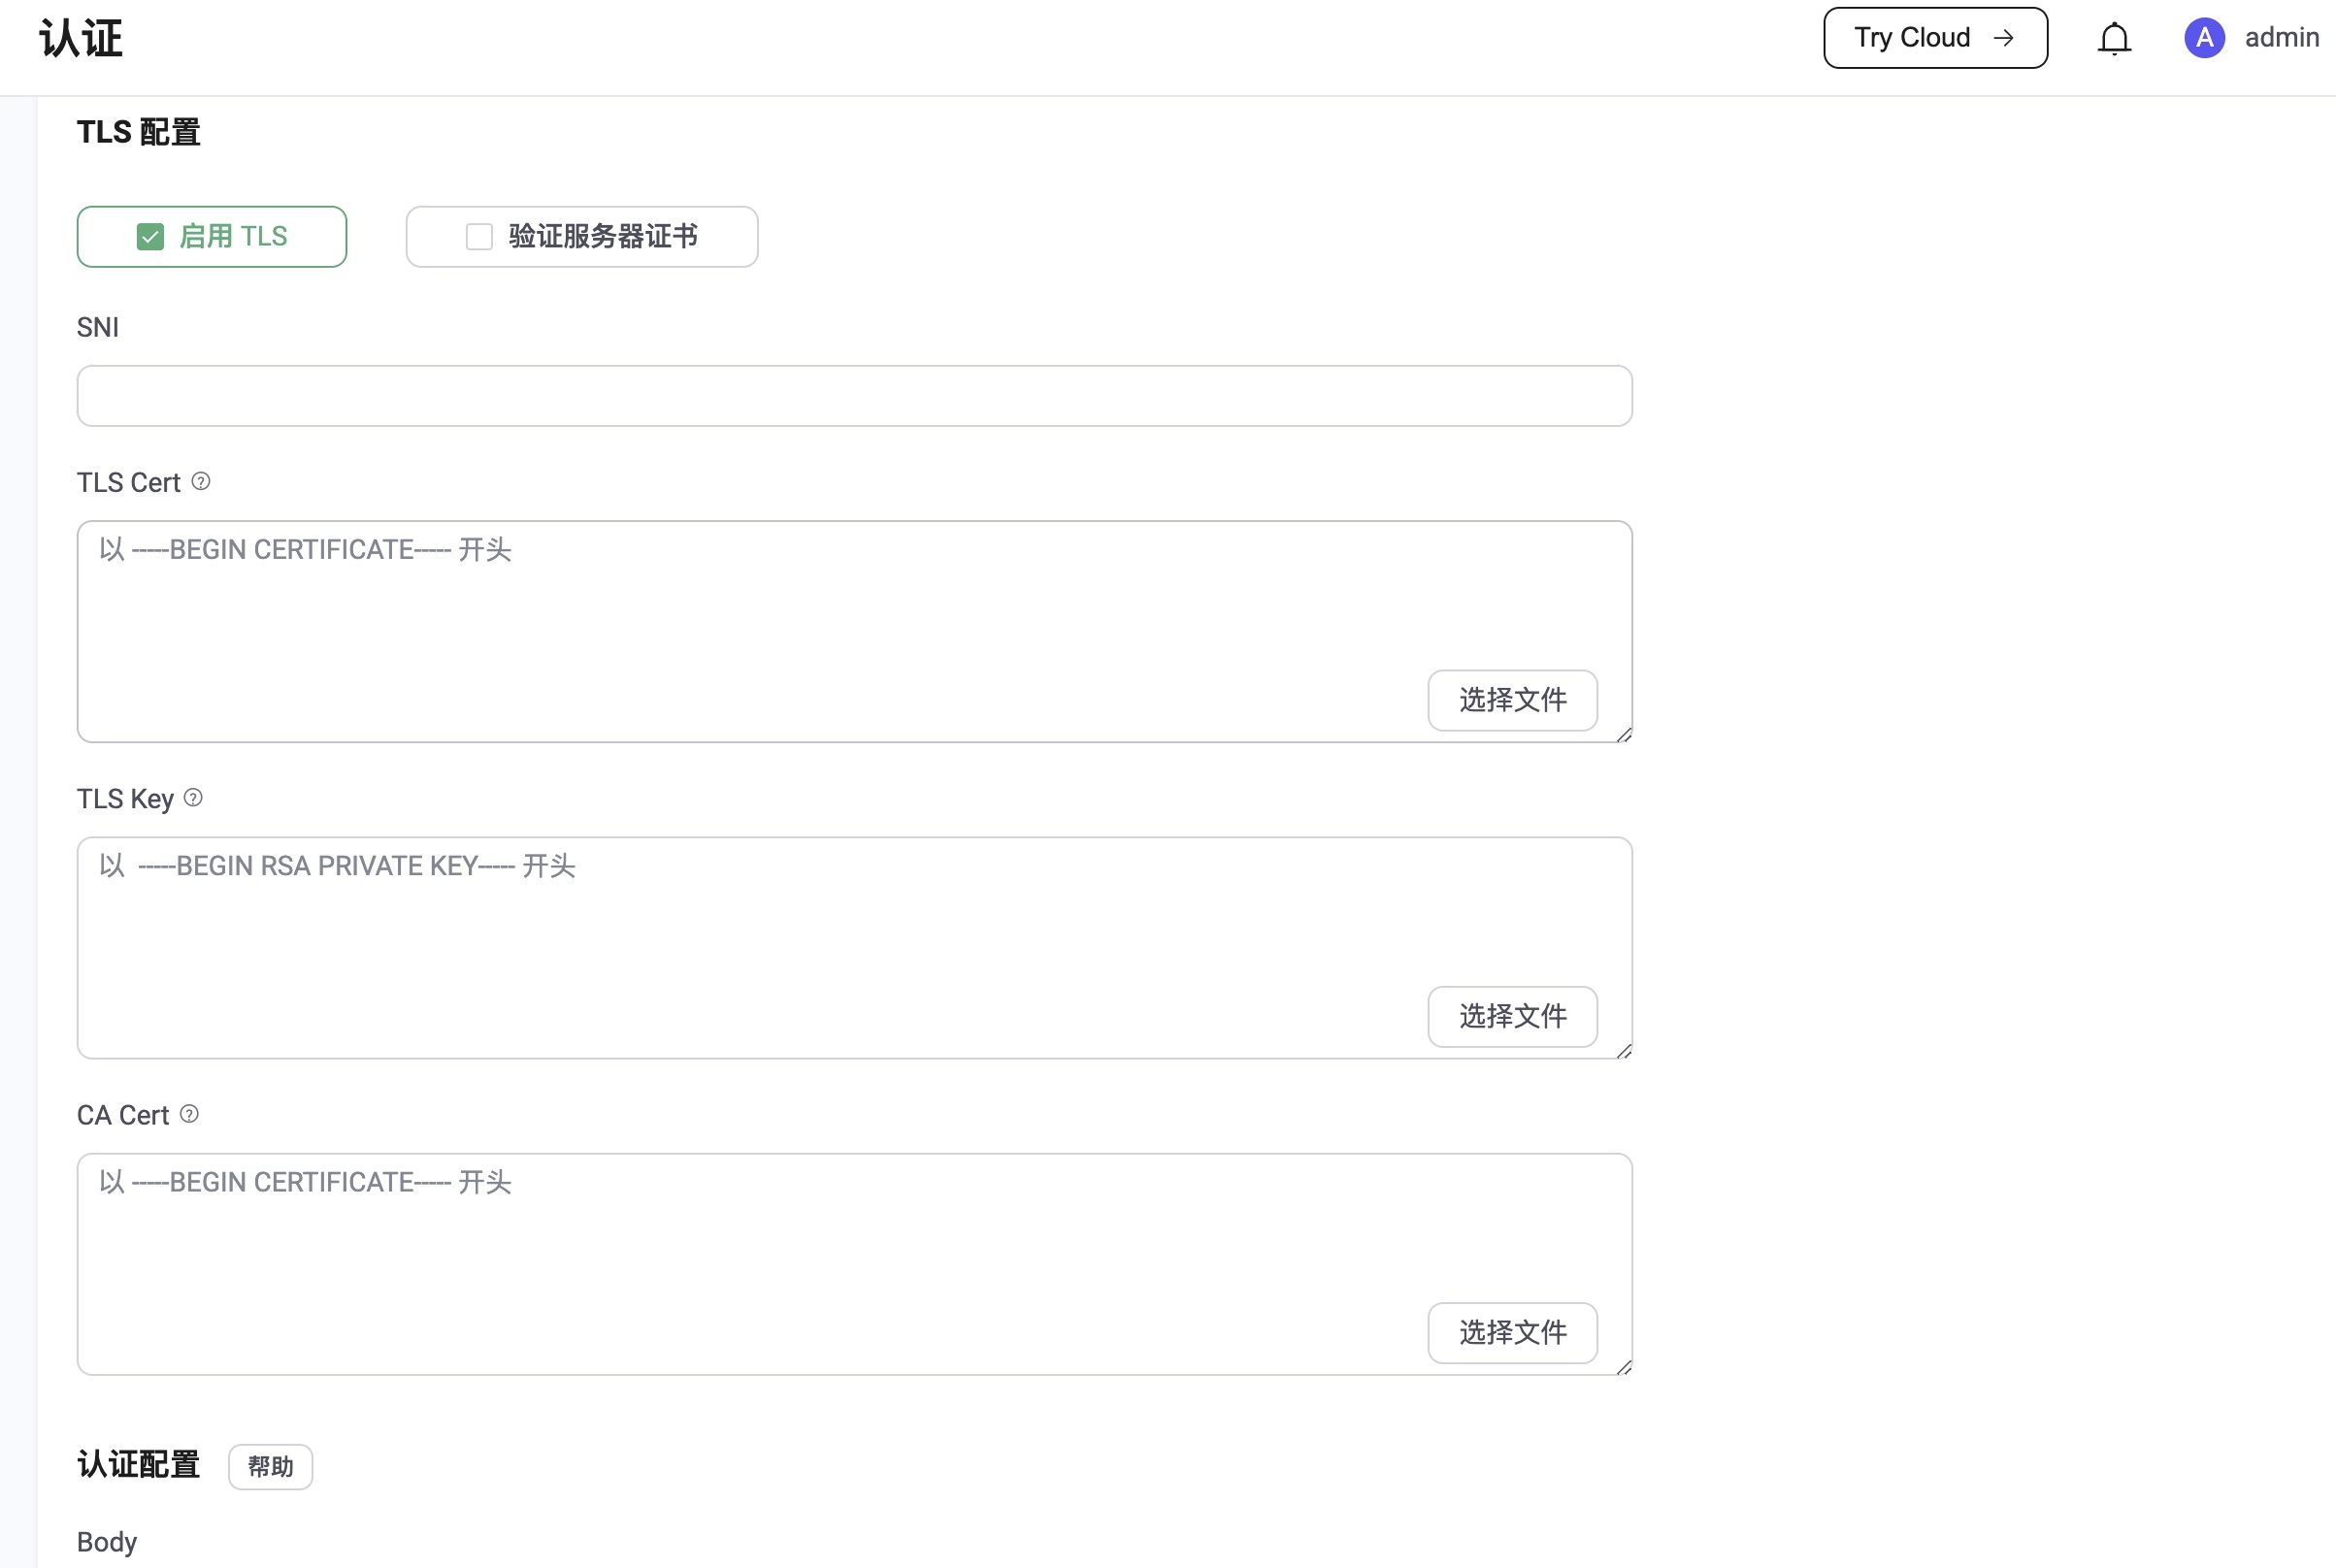 认证
Try Cloud →
A admin
TLS 配置
启用 TLS
验证服务器证书
SNI
TLS Cert
以 -----BEGIN CERTIFICATE----- 开头
选择文件
TLS Key
以 -----BEGIN RSA PRIVATE KEY----- 开头
选择文件
CA Cert
以 -----BEGIN CERTIFICATE----- 开头
选择文件
认证配置 帮助
Body